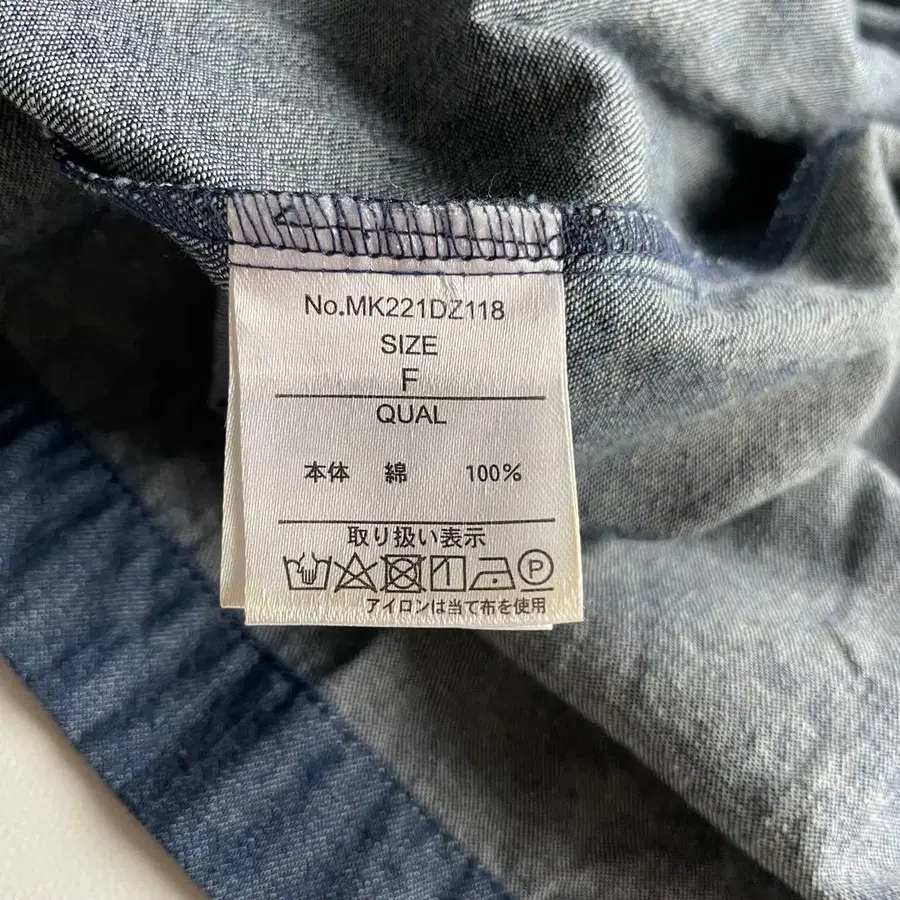 No.MK221DZ118
SIZE
F
QUAL
本体 綿 100%
取り扱い表示
P
アイロンは当て布を使用